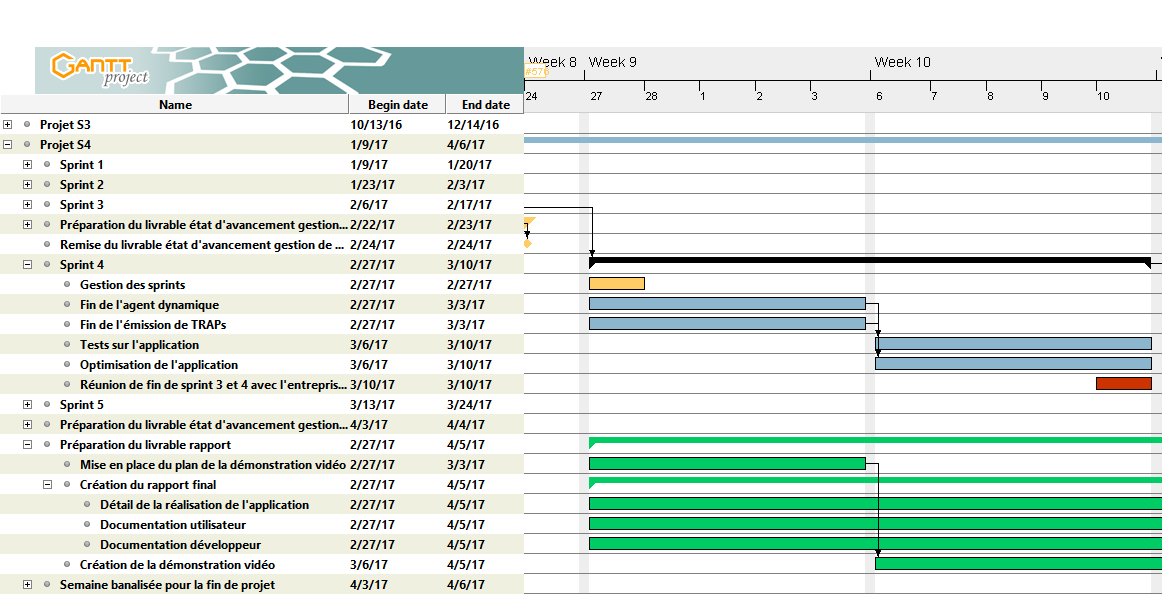 GANTT
project
Week 8 Week 9 Week 10
#576
24 27 28 1 2 3 6 7 8 9 10
Name Begin date End date
Projet S3 10/13/16 12/14/16
Projet S4 1/9/17 4/6/17
Sprint 1 1/9/17 1/20/17
Sprint 2 1/23/17 2/3/17
Sprint 3 2/6/17 2/17/17
Préparation du livrable état d'avancement gestion... 2/22/17 2/23/17
Remise du livrable état d'avancement gestion de ... 2/24/17 2/24/17
Sprint 4 2/27/17 3/10/17
Gestion des sprints 2/27/17 2/27/17
Fin de l'agent dynamique 2/27/17 3/3/17
Fin de l'émission de TRAPs 2/27/17 3/3/17
Tests sur l'application 3/6/17 3/10/17
Optimisation de l'application 3/6/17 3/10/17
Réunion de fin de sprint 3 et 4 avec l'entrepris... 3/10/17 3/10/17
Sprint 5 3/13/17 3/24/17
Préparation du livrable état d'avancement gestion... 4/3/17 4/4/17
Préparation du livrable rapport 2/27/17 4/5/17
Mise en place du plan de la démonstration vidéo 2/27/17 3/3/17
Création du rapport final 2/27/17 4/5/17
Détail de la réalisation de l'application 2/27/17 4/5/17
Documentation utilisateur 2/27/17 4/5/17
Documentation développeur 2/27/17 4/5/17
Création de la démonstration vidéo 3/6/17 4/5/17
Semaine banalisée pour la fin de projet 4/3/17 4/6/17